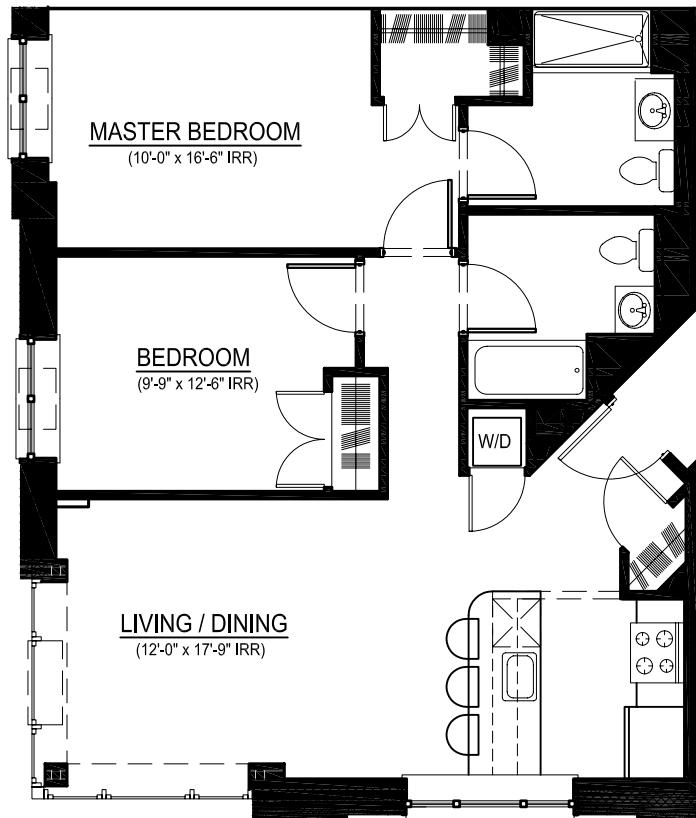 MASTER BEDROOM
(10'-0" x 16'-6" IRR)
BEDROOM
(9'-9" x 12'-6" IRR)
W/D
LIVING / DINING
(12'-0" x 17'-9" IRR)